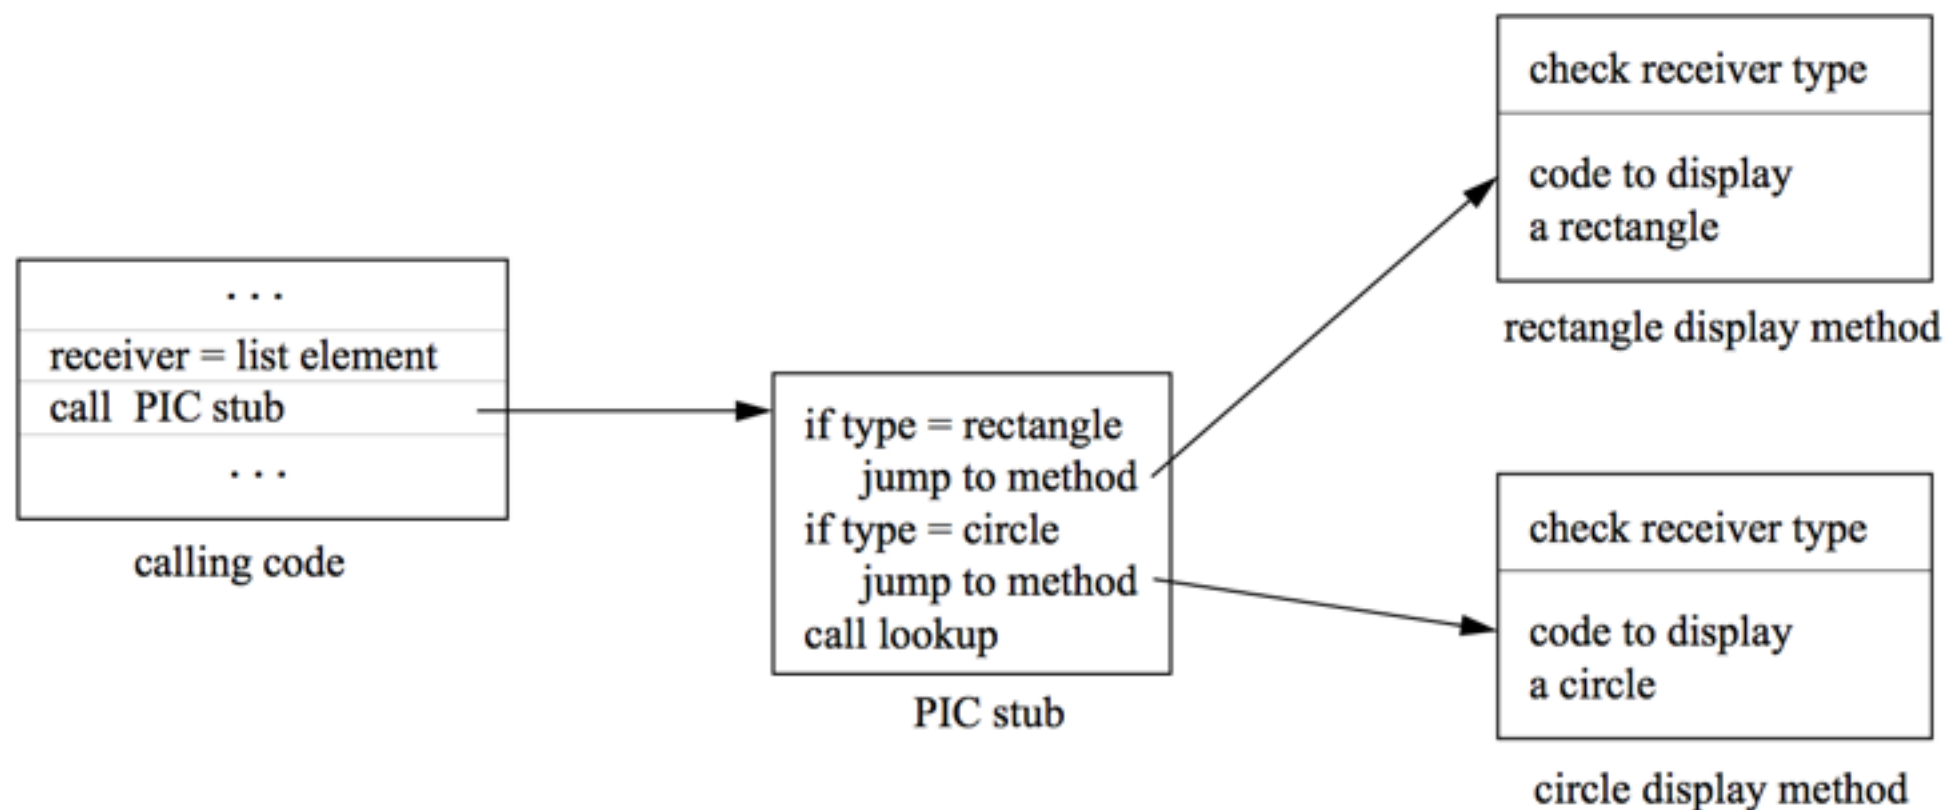 . . .
receiver = list element
call PIC stub
. . .
calling code
if type = rectangle
jump to method
if type = circle
jump to method
call lookup
PIC stub
check receiver type
code to display
a rectangle
rectangle display method
check receiver type
code to display
a circle
circle display method